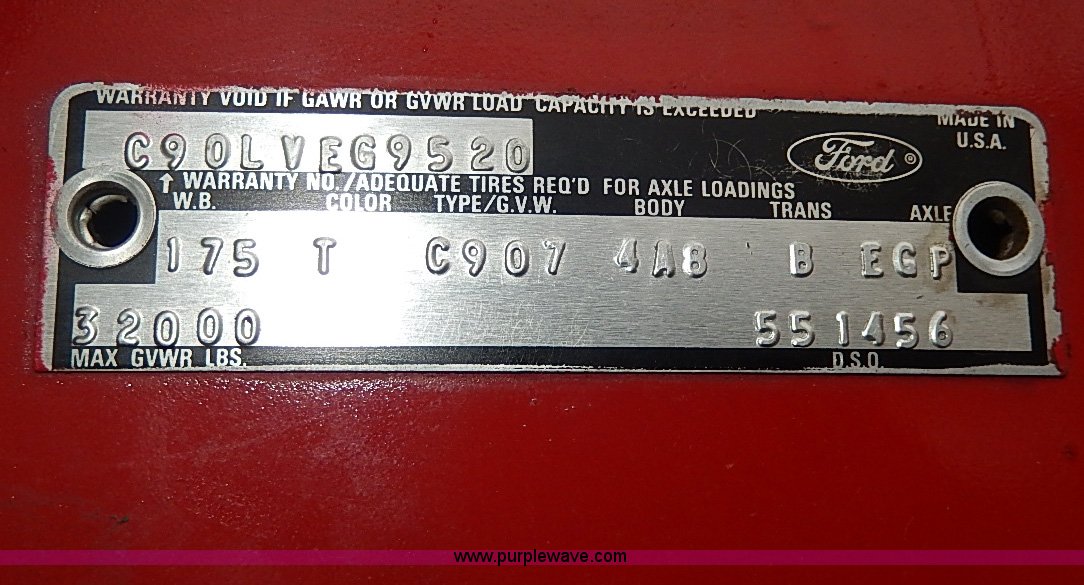 WARRANTY VOID IF GAWR OR GVWR LOAD CAPACITY IS EXCEEDED
MADE IN
U.S.A.
C90LVEG9520
Ford ®
↑ WARRANTY NO./ADEQUATE TIRES REQ'D FOR AXLE LOADINGS
W.B. COLOR TYPE/G.V.W. BODY TRANS AXLE
175 T C907 4A8 B EGP
32000 551456
MAX GVWR LBS. D.S.O.
www.purplewave.com